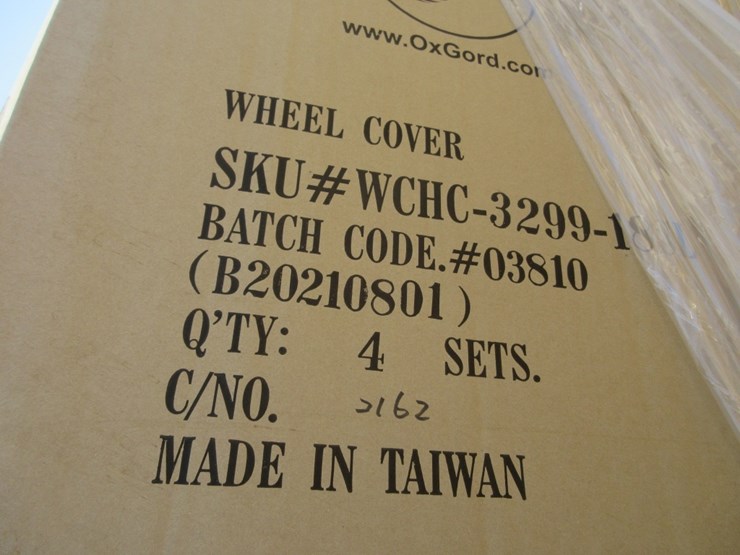 www.OxGord.com
WHEEL COVER
SKU#WCHC-3299-
BATCH CODE.#03810
(B20210801)
Q'TY: 4 SETS.
C/NO. 2162
MADE IN TAIWAN